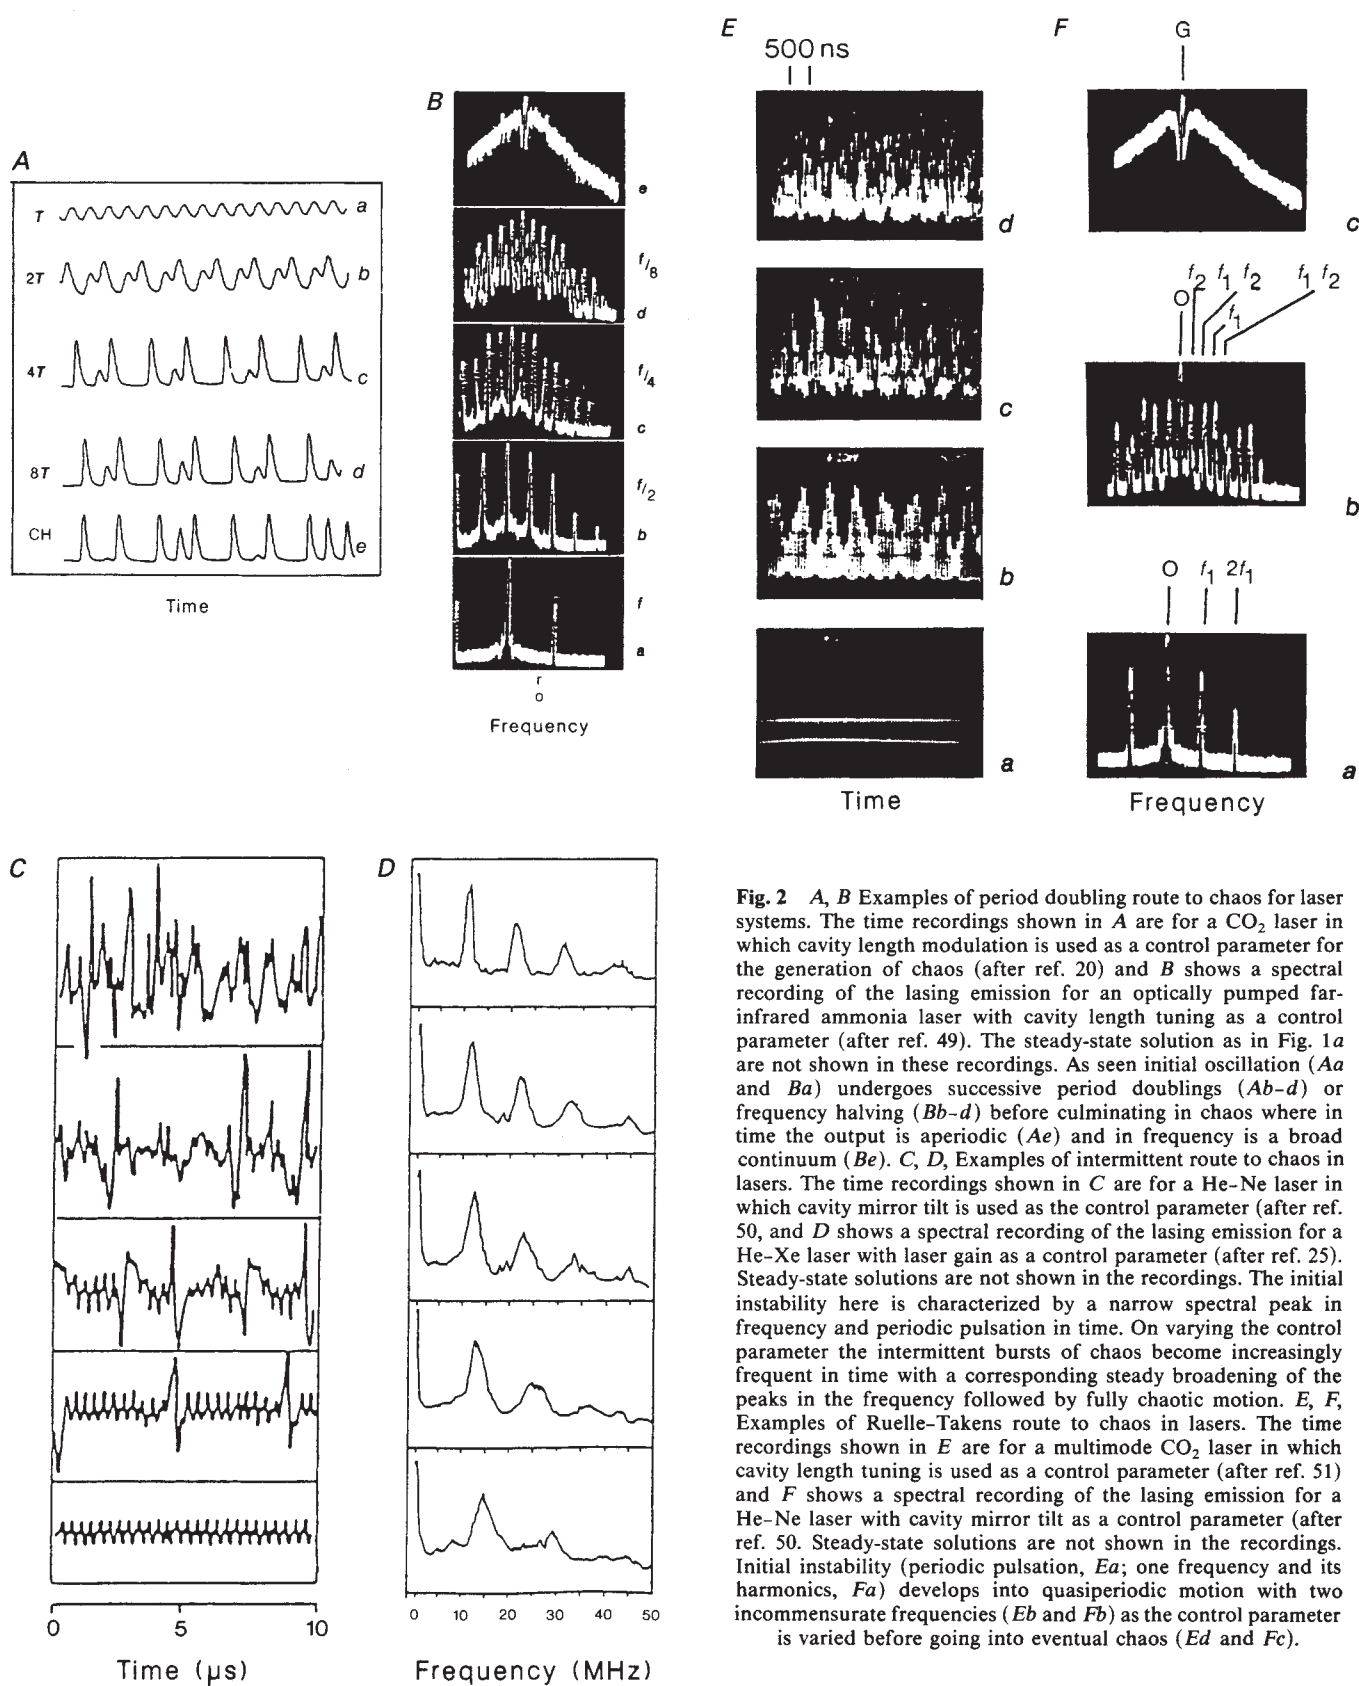 A
T
a
2T
b
4T
c
8T
d
CH
e
Time
B
e
f/8
d
f/4
c
f/2
b
f
a
r
o
Frequency
E
500 ns
d
c
b
a
Time
F
G
c
O f2 f1 f2 f1 f2
f1
b
O f1 2f1
a
Frequency
C
0 5 10
Time (μs)
D
0 10 20 30 40 50
Frequency (MHz)
Fig. 2 A, B Examples of period doubling route to chaos for laser
systems. The time recordings shown in A are for a CO₂ laser in
which cavity length modulation is used as a control parameter for
the generation of chaos (after ref. 20) and B shows a spectral
recording of the lasing emission for an optically pumped far-
infrared ammonia laser with cavity length tuning as a control
parameter (after ref. 49). The steady-state solution as in Fig. 1a
are not shown in these recordings. As seen initial oscillation (Aa
and Ba) undergoes successive period doublings (Ab–d) or
frequency halving (Bb–d) before culminating in chaos where in
time the output is aperiodic (Ae) and in frequency is a broad
continuum (Be). C, D, Examples of intermittent route to chaos in
lasers. The time recordings shown in C are for a He–Ne laser in
which cavity mirror tilt is used as the control parameter (after ref.
50, and D shows a spectral recording of the lasing emission for a
He–Xe laser with laser gain as a control parameter (after ref. 25).
Steady-state solutions are not shown in the recordings. The initial
instability here is characterized by a narrow spectral peak in
frequency and periodic pulsation in time. On varying the control
parameter the intermittent bursts of chaos become increasingly
frequent in time with a corresponding steady broadening of the
peaks in the frequency followed by fully chaotic motion. E, F,
Examples of Ruelle–Takens route to chaos in lasers. The time
recordings shown in E are for a multimode CO₂ laser in which
cavity length tuning is used as a control parameter (after ref. 51)
and F shows a spectral recording of the lasing emission for a
He–Ne laser with cavity mirror tilt as a control parameter (after
ref. 50. Steady-state solutions are not shown in the recordings.
Initial instability (periodic pulsation, Ea; one frequency and its
harmonics, Fa) develops into quasiperiodic motion with two
incommensurate frequencies (Eb and Fb) as the control parameter
is varied before going into eventual chaos (Ed and Fc).